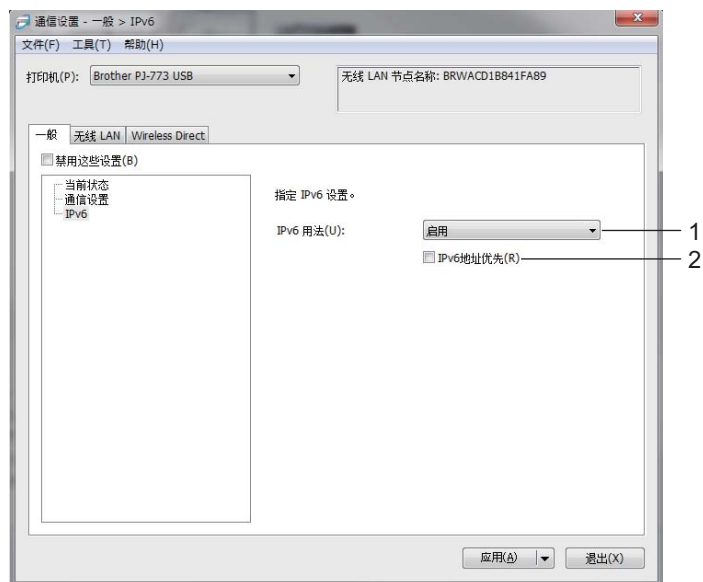 通信设置 - 一般 > IPv6
文件(F) 工具(T) 帮助(H)
打印机(P): Brother PJ-773 USB
无线 LAN 节点名称: BRWACD1B841FA89
一般 无线 LAN Wireless Direct
禁用这些设置(B)
当前状态
通信设置
IPv6
指定 IPv6 设置。
IPv6 用法(U): 启用 1
IPv6地址优先(R) 2
应用(A) 退出(X)